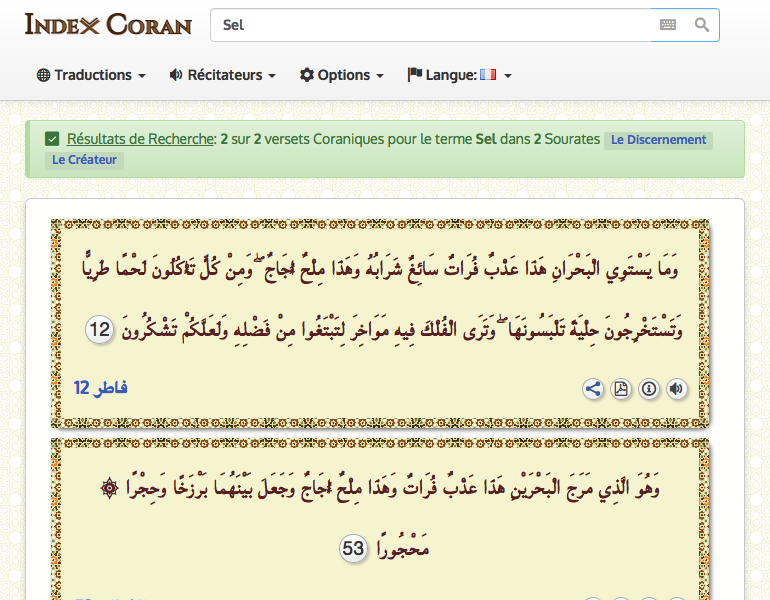 INDEX CORAN
Sel
Traductions
Récitateurs
Options
Langue:
Résultats de Recherche: 2 sur 2 versets Coraniques pour le terme Sel dans 2 Sourates Le Discernement
Le Créateur
وَمَا يَسْتَوِي الْبَحْرَانِ هَذَا عَذْبٌ فُرَاتٌ سَائِغٌ شَرَابُهُ وَهَذَا مِلْحٌ أُجَاجٌ ۖ وَمِنْ كُلٍّ تَأْكُلُونَ لَحْمًا طَرِيًّا
وَتَسْتَخْرِجُونَ حِلْيَةً تَلْبَسُونَهَا ۖ وَتَرَى الْفُلْكَ فِيهِ مَوَاخِرَ لِتَبْتَغُوا مِنْ فَضْلِهِ وَلَعَلَّكُمْ تَشْكُرُونَ 12
فاطر 12
وَهُوَ الَّذِي مَرَجَ الْبَحْرَيْنِ هَذَا عَذْبٌ فُرَاتٌ وَهَذَا مِلْحٌ أُجَاجٌ وَجَعَلَ بَيْنَهُمَا بَرْزَخًا وَحِجْرًا ۞
مَحْجُورًا 53